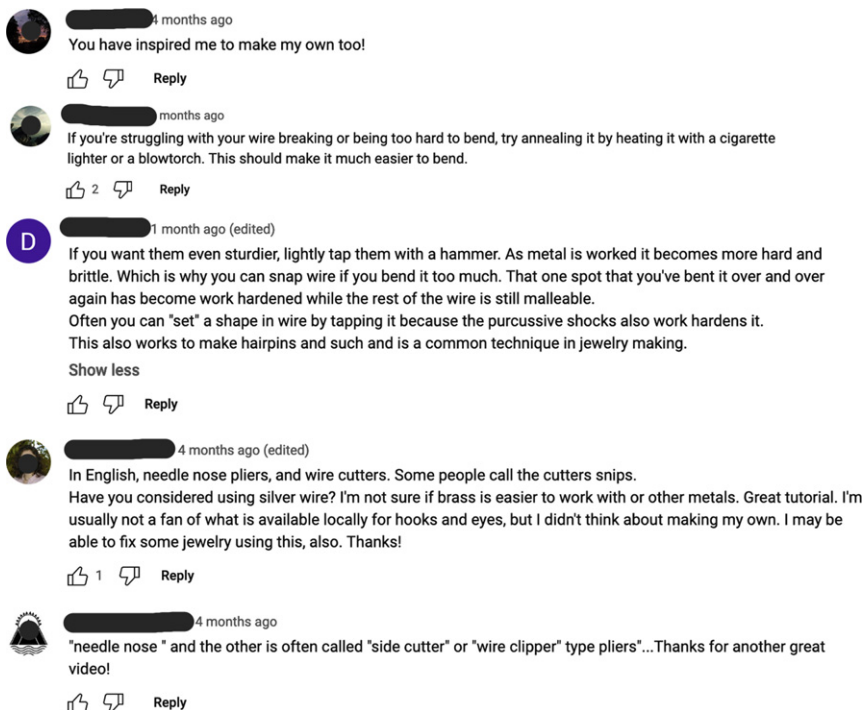 4 months ago
You have inspired me to make my own too!
Reply
months ago
If you're struggling with your wire breaking or being too hard to bend, try annealing it by heating it with a cigarette
lighter or a blowtorch. This should make it much easier to bend.
2 Reply
D
1 month ago (edited)
If you want them even sturdier, lightly tap them with a hammer. As metal is worked it becomes more hard and
brittle. Which is why you can snap wire if you bend it too much. That one spot that you've bent it over and over
again has become work hardened while the rest of the wire is still malleable.
Often you can "set" a shape in wire by tapping it because the purcussive shocks also work hardens it.
This also works to make hairpins and such and is a common technique in jewelry making.
Show less
Reply
4 months ago (edited)
In English, needle nose pliers, and wire cutters. Some people call the cutters snips.
Have you considered using silver wire? I'm not sure if brass is easier to work with or other metals. Great tutorial. I'm
usually not a fan of what is available locally for hooks and eyes, but I didn't think about making my own. I may be
able to fix some jewelry using this, also. Thanks!
1 Reply
4 months ago
"needle nose " and the other is often called "side cutter" or "wire clipper" type pliers"...Thanks for another great
video!
Reply